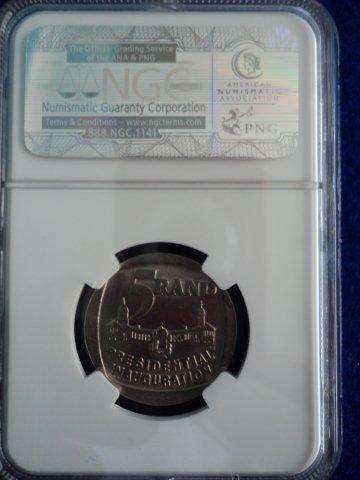 The Official Grading Service
of the ANA & PNG
NGC
Numismatic Guaranty Corporation
Terms & Conditions – www.ngcterms.com
888.NGC.1141
AMERICAN
NUMISMATIC
ASSOCIATION
PNG
5 RAND
PRESIDENTIAL
INAUGURATION